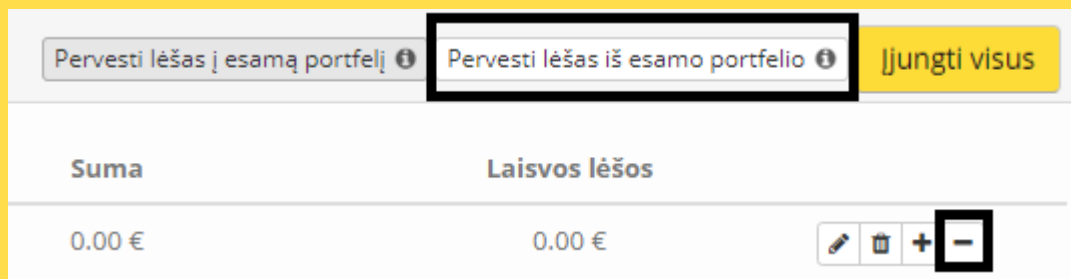 Pervesti lėšas į esamą portfelį Pervesti lėšas iš esamo portfelio Įjungti visus
Suma Laisvos lėšos
0.00 € 0.00 €